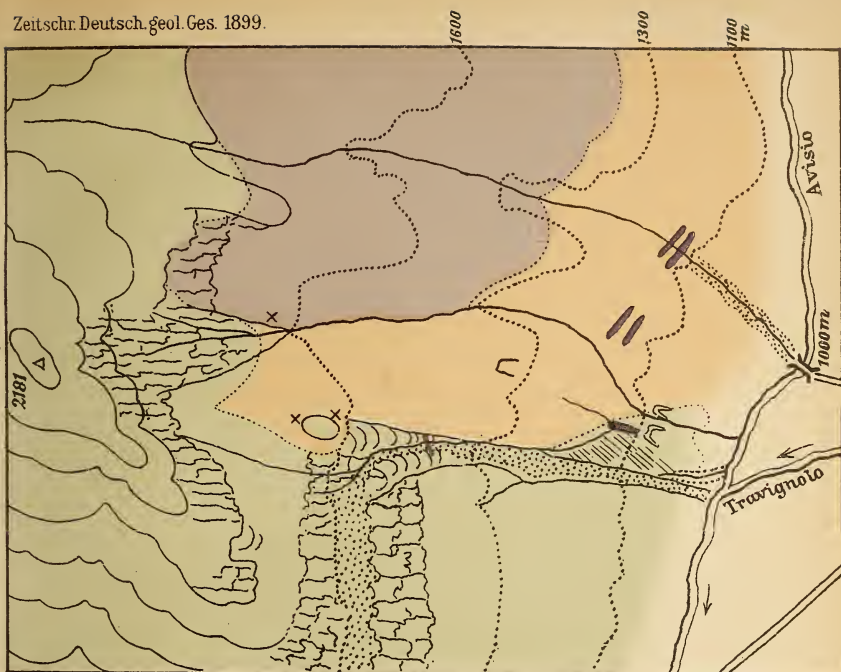 Zeitschr. Deutsch. geol. Ges. 1899.
1600
1300
1100
m
Avisio
2181
1000m
Travignolo